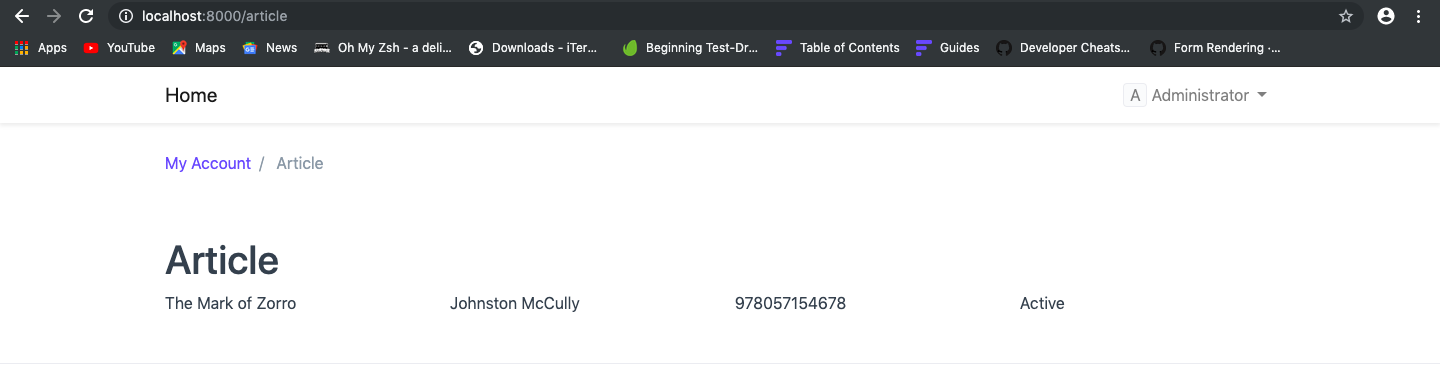 localhost:8000/article
Apps YouTube Maps News Oh My Zsh - a deli... Downloads - iTer... Beginning Test-Dr... Table of Contents Guides Developer Cheats... Form Rendering ·...
Home A Administrator
My Account / Article
Article
The Mark of Zorro Johnston McCully 978057154678 Active